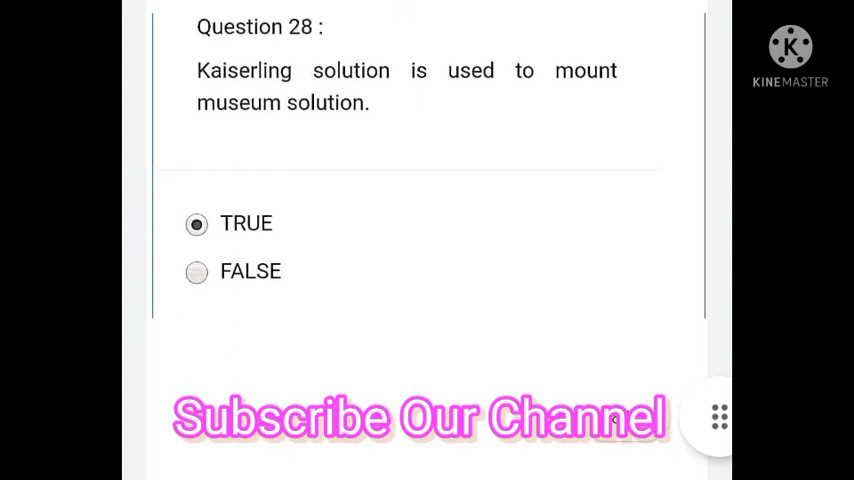 Question 28 :
Kaiserling solution is used to mount
museum solution.
K
KINEMASTER
TRUE
FALSE
Subscribe Our Channel